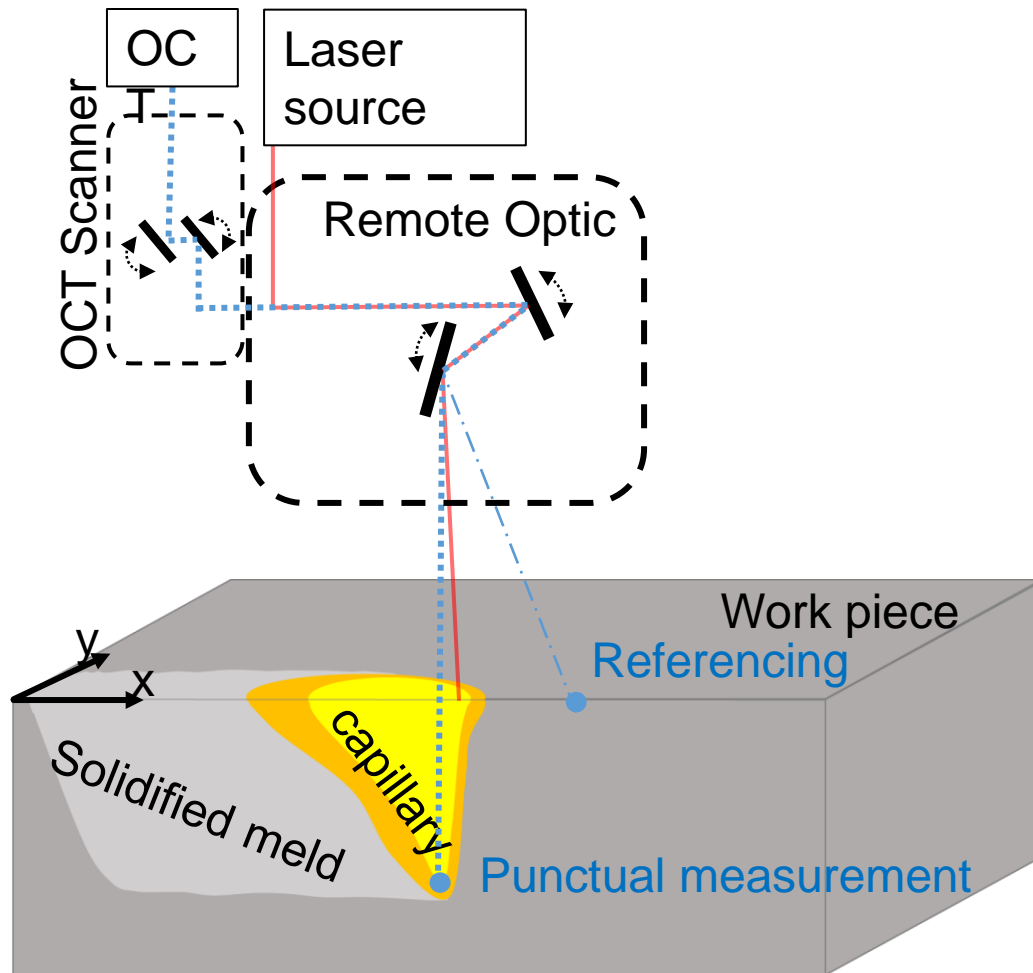 OC
T
Laser
source
OCT Scanner
Remote Optic
Work piece
Referencing
y
x
capillary
Solidified meld
Punctual measurement